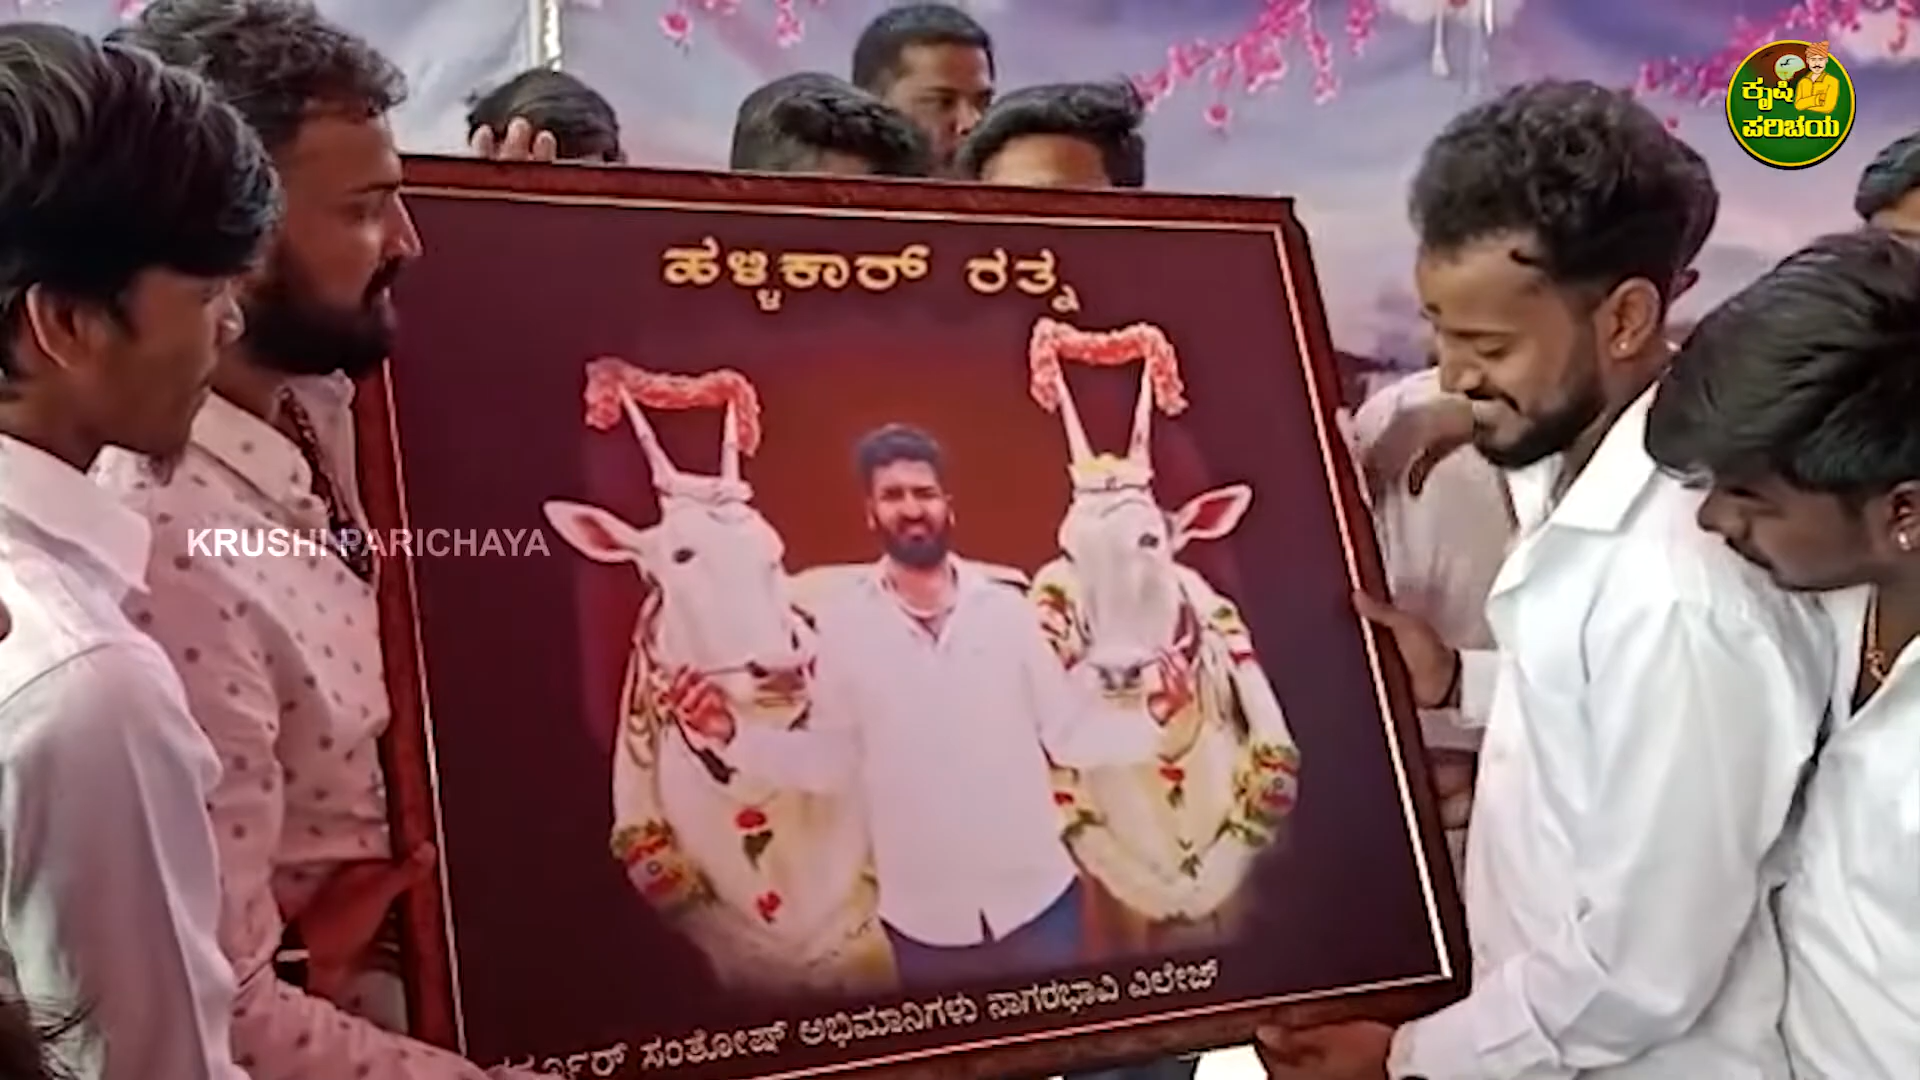 ಕೃಷಿ
ಪರಿಚಯ
ಹಳ್ಳಿಕಾರ್ ರತ್ನ
KRUSHI PARICHAYA
ಸಂತೋಷ್ ಅಭಿಮಾನಿಗಳು ನಾಗರಭಾವಿ ವಿಲೇಜ್